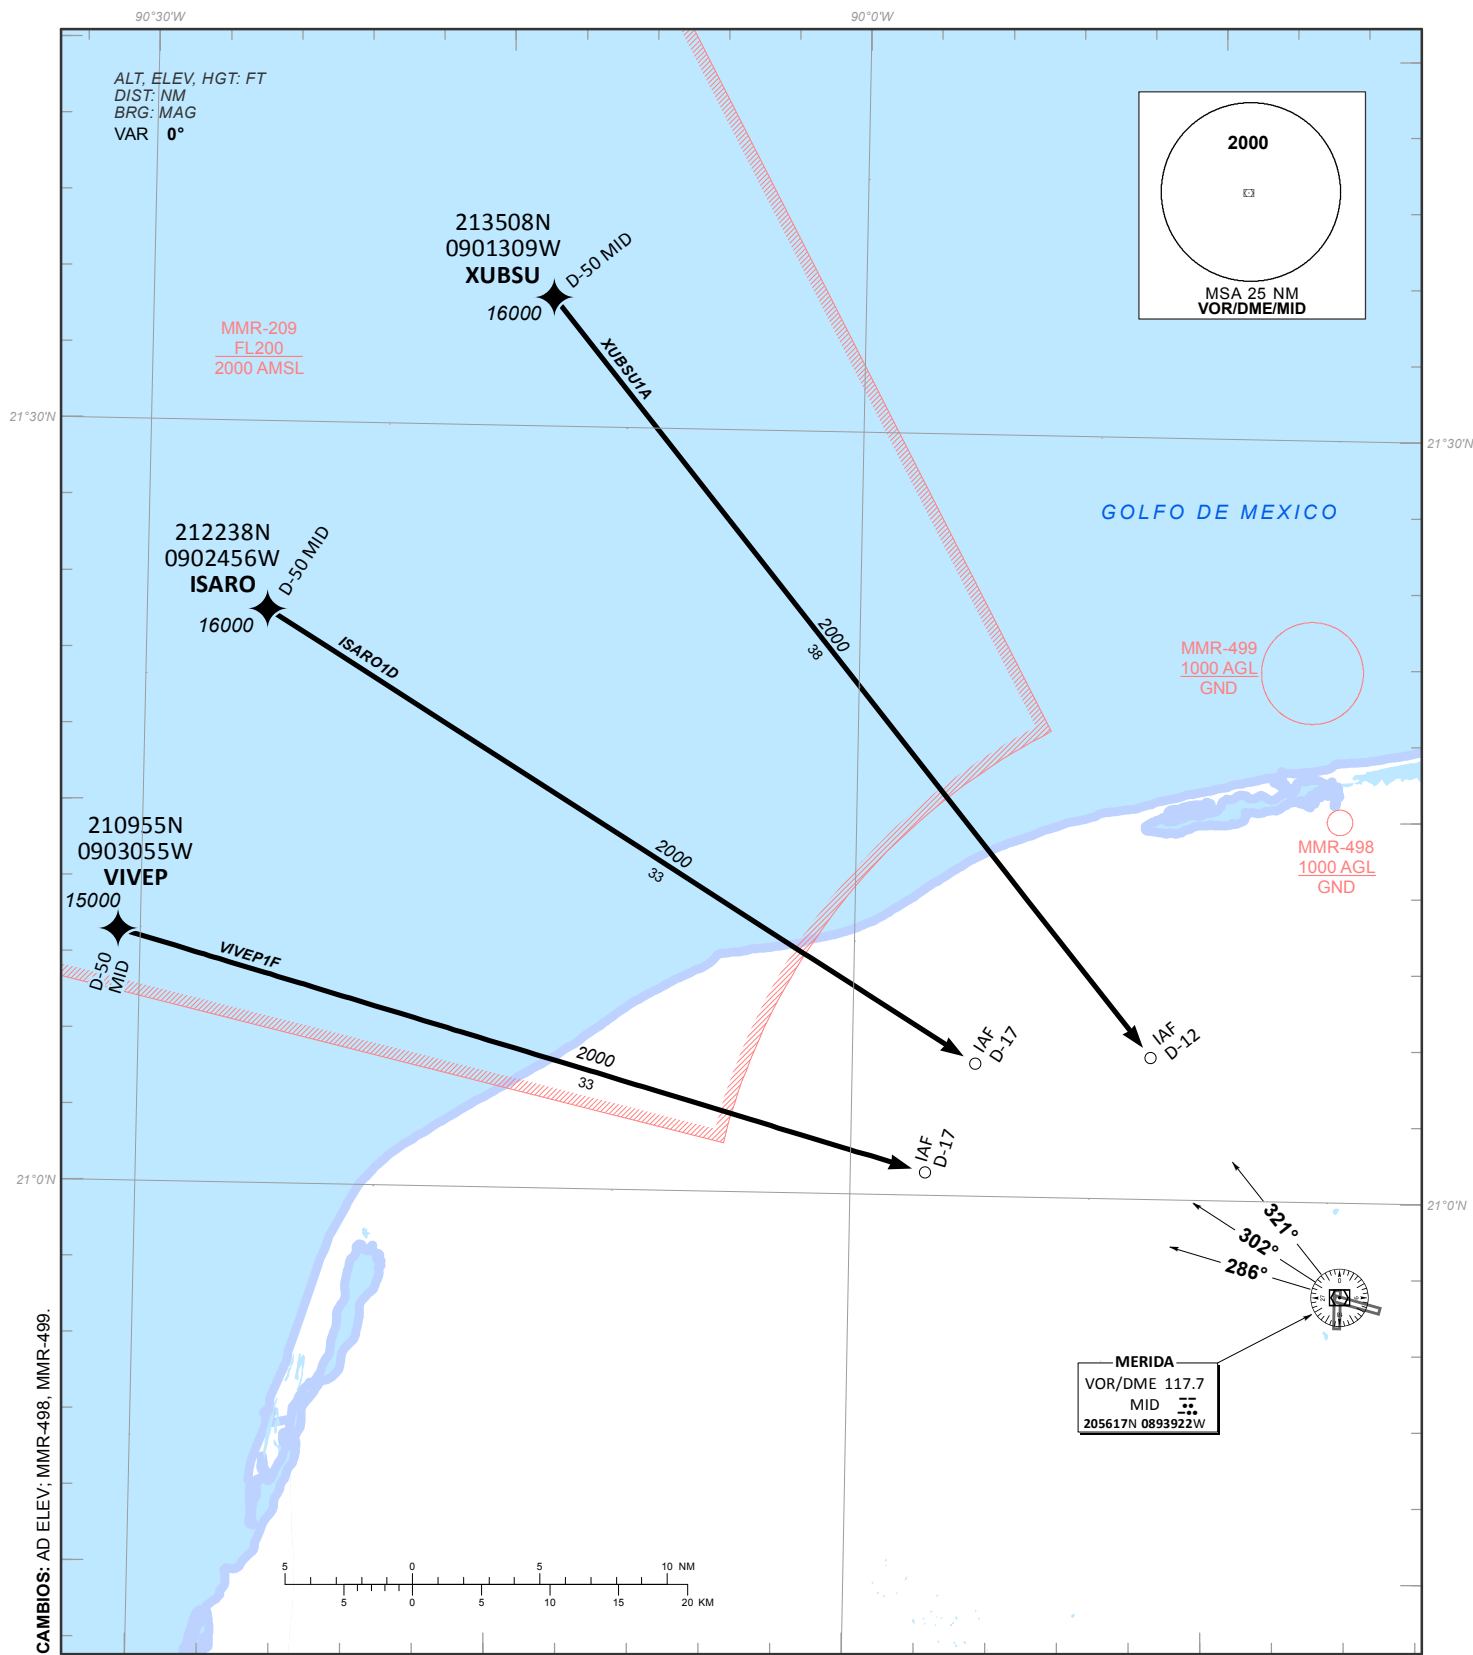 90°30'W
90°0'W
ALT, ELEV, HGT: FT
DIST: NM
BRG: MAG
VAR 0°
2000
MSA 25 NM
VOR/DME/MID
213508N
0901309W
XUBSU
D-50 MID
16000
XUBSU1A
MMR-209
FL200
2000 AMSL
21°30'N
21°30'N
GOLFO DE MEXICO
212238N
0902456W
ISARO
D-50 MID
16000
ISARO1D
2000
38
MMR-499
1000 AGL
GND
210955N
0903055W
VIVEP
15000
D-50
MID
VIVEP1F
2000
33
MMR-498
1000 AGL
GND
2000
33
IAF
D-17
IAF
D-12
IAF
D-17
21°0'N
21°0'N
321°
302°
286°
MERIDA
VOR/DME 117.7
MID
205617N 0893922W
CAMBIOS: AD ELEV; MMR-498, MMR-499.
5 0 5 10 NM
5 0 5 10 15 20 KM